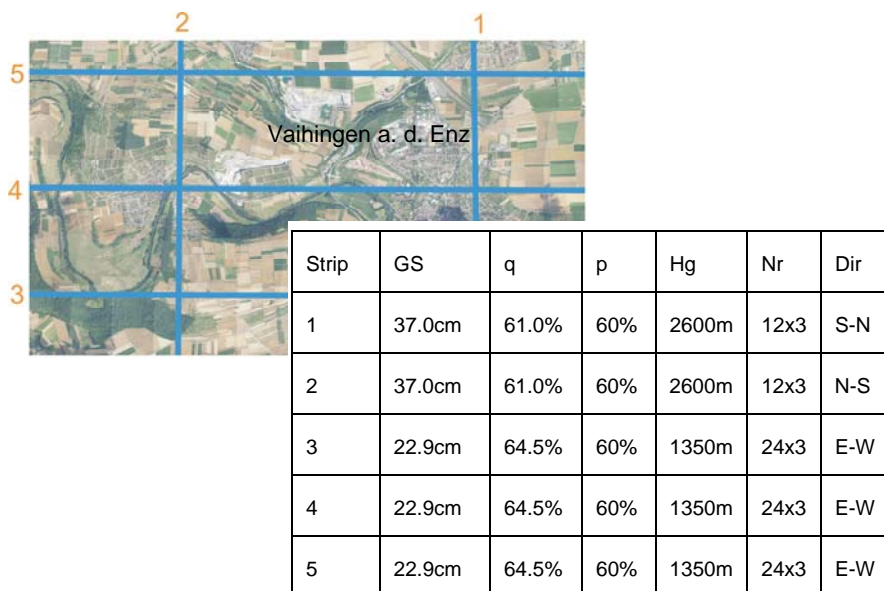 2 1
5
Vaihingen a. d. Enz
4
3
Strip GS q p Hg Nr Dir
1 37.0cm 61.0% 60% 2600m 12x3 S-N
2 37.0cm 61.0% 60% 2600m 12x3 N-S
3 22.9cm 64.5% 60% 1350m 24x3 E-W
4 22.9cm 64.5% 60% 1350m 24x3 E-W
5 22.9cm 64.5% 60% 1350m 24x3 E-W